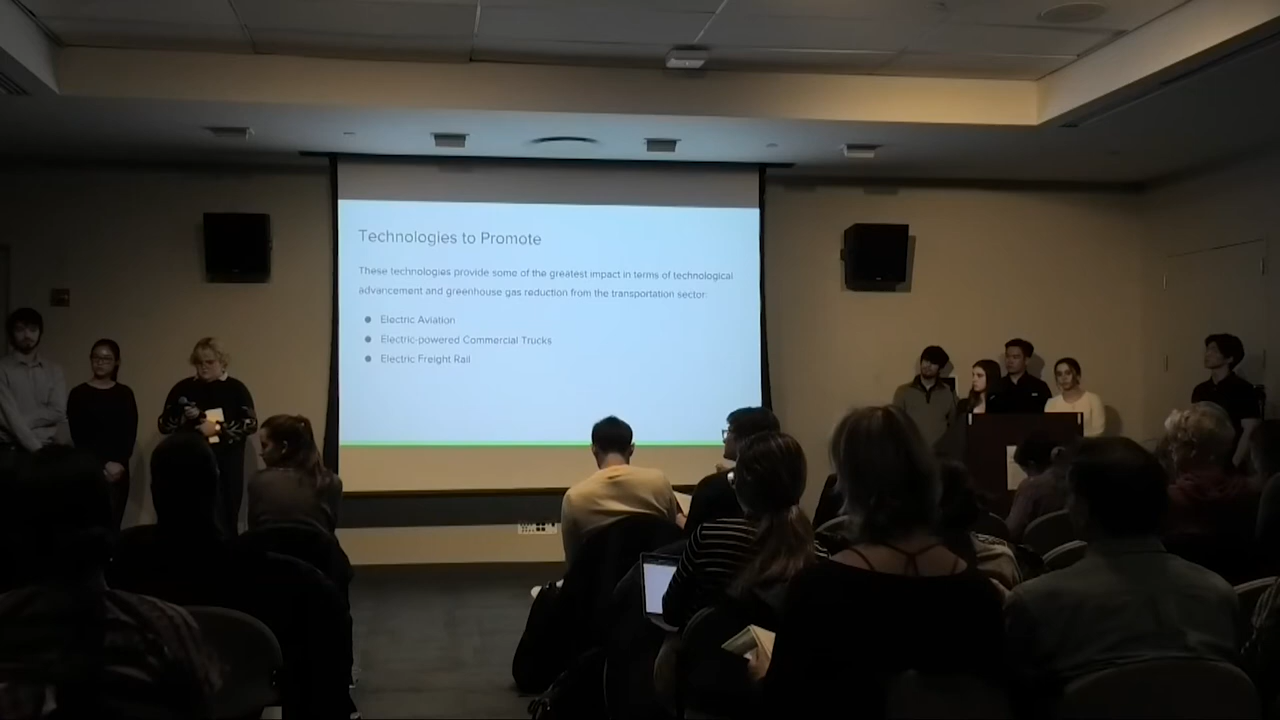 Technologies to Promote
These technologies provide some of the greatest impact in terms of technological
advancement and greenhouse gas reduction from the transportation sector:
● Electric Aviation
● Electric-powered Commercial Trucks
● Electric Freight Rail